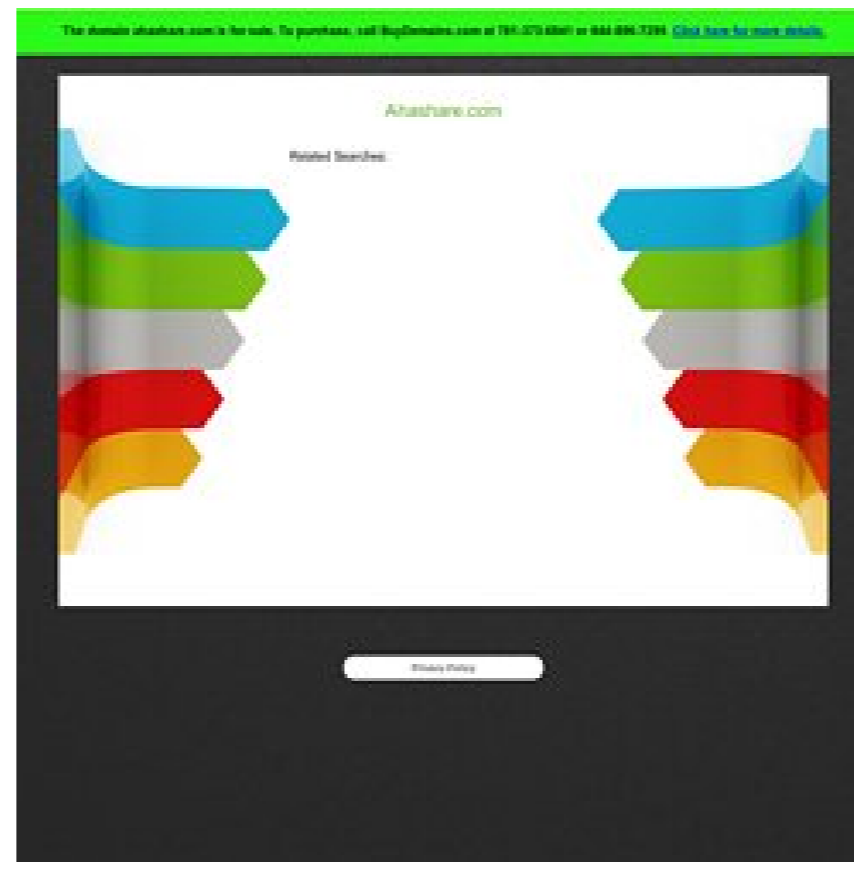 The domain ahashare.com is for sale. To purchase, call BuyDomains.com at or Click here for more details.
Ahashare.com
Related Searches:
Privacy Policy